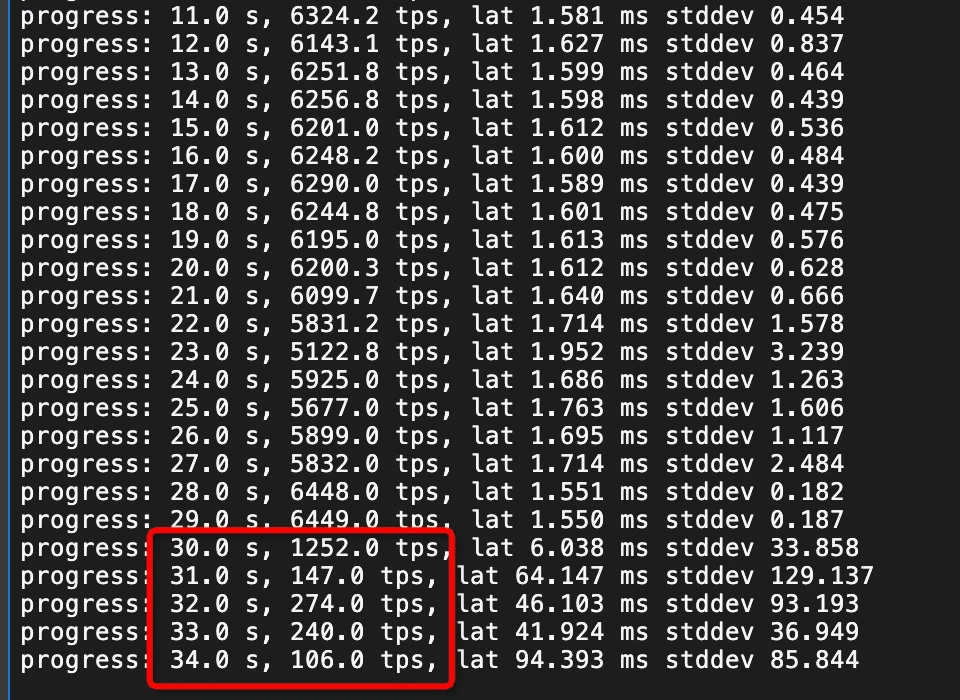 progress: 11.0 s, 6324.2 tps, lat 1.581 ms stddev 0.454
progress: 12.0 s, 6143.1 tps, lat 1.627 ms stddev 0.837
progress: 13.0 s, 6251.8 tps, lat 1.599 ms stddev 0.464
progress: 14.0 s, 6256.8 tps, lat 1.598 ms stddev 0.439
progress: 15.0 s, 6201.0 tps, lat 1.612 ms stddev 0.536
progress: 16.0 s, 6248.2 tps, lat 1.600 ms stddev 0.484
progress: 17.0 s, 6290.0 tps, lat 1.589 ms stddev 0.439
progress: 18.0 s, 6244.8 tps, lat 1.601 ms stddev 0.475
progress: 19.0 s, 6195.0 tps, lat 1.613 ms stddev 0.576
progress: 20.0 s, 6200.3 tps, lat 1.612 ms stddev 0.628
progress: 21.0 s, 6099.7 tps, lat 1.640 ms stddev 0.666
progress: 22.0 s, 5831.2 tps, lat 1.714 ms stddev 1.578
progress: 23.0 s, 5122.8 tps, lat 1.952 ms stddev 3.239
progress: 24.0 s, 5925.0 tps, lat 1.686 ms stddev 1.263
progress: 25.0 s, 5677.0 tps, lat 1.763 ms stddev 1.606
progress: 26.0 s, 5899.0 tps, lat 1.695 ms stddev 1.117
progress: 27.0 s, 5832.0 tps, lat 1.714 ms stddev 2.484
progress: 28.0 s, 6448.0 tps, lat 1.551 ms stddev 0.182
progress: 29.0 s, 6449.0 tps, lat 1.550 ms stddev 0.187
progress: 30.0 s, 1252.0 tps, lat 6.038 ms stddev 33.858
progress: 31.0 s, 147.0 tps, lat 64.147 ms stddev 129.137
progress: 32.0 s, 274.0 tps, lat 46.103 ms stddev 93.193
progress: 33.0 s, 240.0 tps, lat 41.924 ms stddev 36.949
progress: 34.0 s, 106.0 tps, lat 94.393 ms stddev 85.844